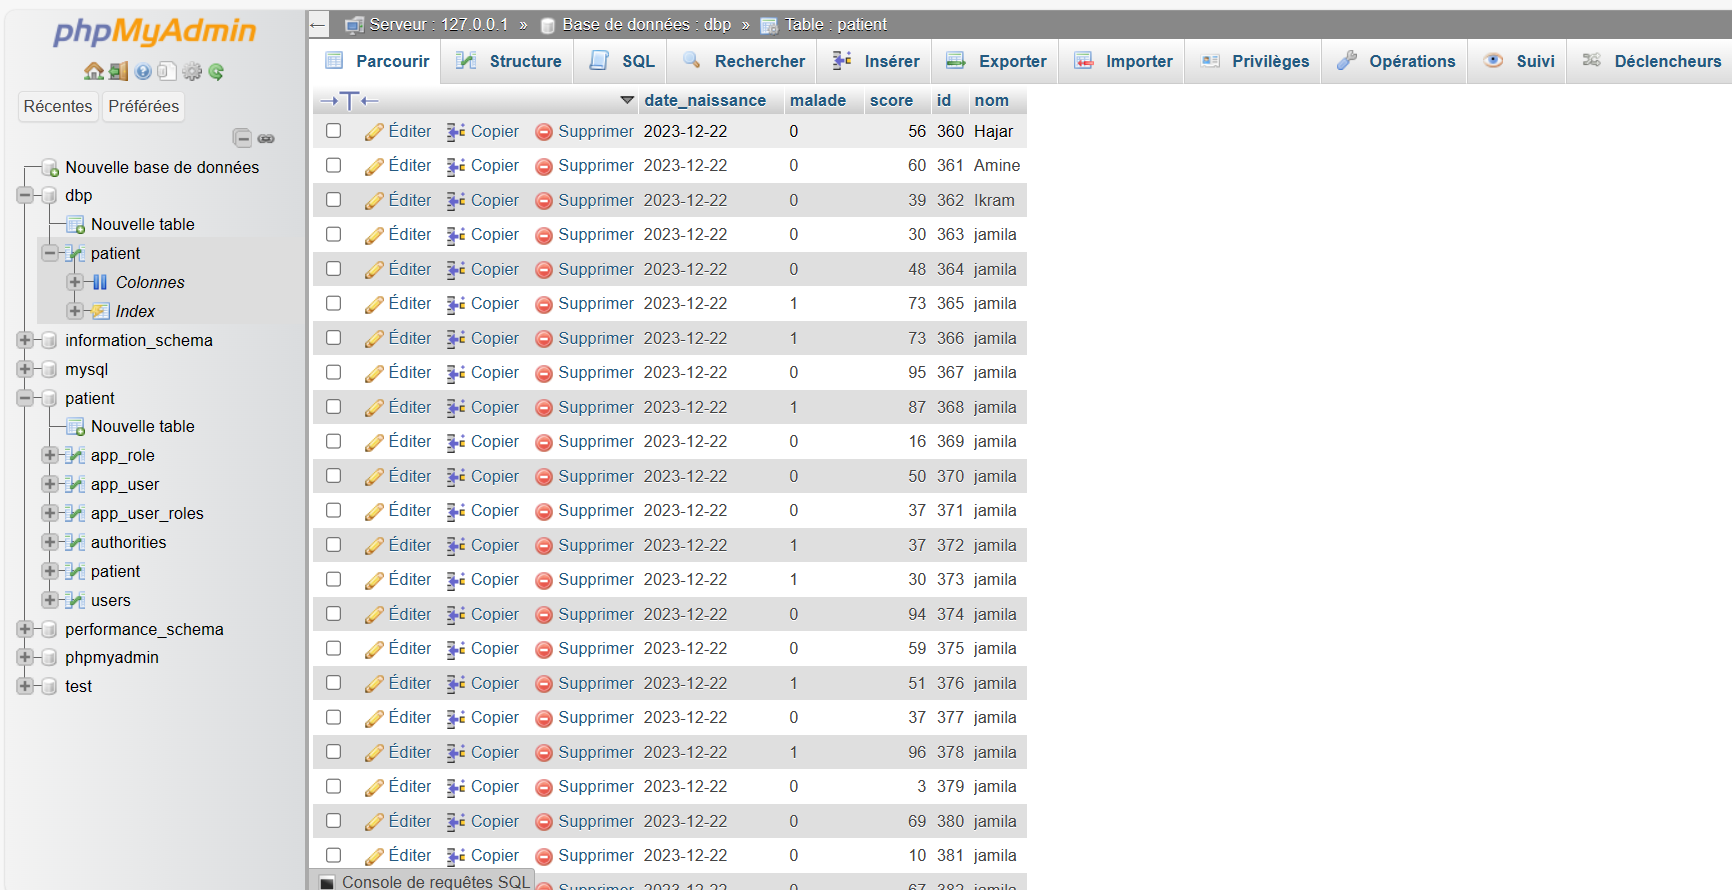 phpMyAdmin
Récentes Préférées
Nouvelle base de données
dbp
Nouvelle table
patient
Colonnes
Index
information_schema
mysql
patient
Nouvelle table
app_role
app_user
app_user_roles
authorities
patient
users
performance_schema
phpmyadmin
test
Serveur : 127.0.0.1 » Base de données : dbp » Table : patient
Parcourir Structure SQL Rechercher Insérer Exporter Importer Privilèges Opérations Suivi Déclencheurs
date_naissance malade score id nom
Éditer Copier Supprimer 2023-12-22 0 56 360 Hajar
Éditer Copier Supprimer 2023-12-22 0 60 361 Amine
Éditer Copier Supprimer 2023-12-22 0 39 362 Ikram
Éditer Copier Supprimer 2023-12-22 0 30 363 jamila
Éditer Copier Supprimer 2023-12-22 0 48 364 jamila
Éditer Copier Supprimer 2023-12-22 1 73 365 jamila
Éditer Copier Supprimer 2023-12-22 1 73 366 jamila
Éditer Copier Supprimer 2023-12-22 0 95 367 jamila
Éditer Copier Supprimer 2023-12-22 1 87 368 jamila
Éditer Copier Supprimer 2023-12-22 0 16 369 jamila
Éditer Copier Supprimer 2023-12-22 0 50 370 jamila
Éditer Copier Supprimer 2023-12-22 0 37 371 jamila
Éditer Copier Supprimer 2023-12-22 1 37 372 jamila
Éditer Copier Supprimer 2023-12-22 1 30 373 jamila
Éditer Copier Supprimer 2023-12-22 0 94 374 jamila
Éditer Copier Supprimer 2023-12-22 0 59 375 jamila
Éditer Copier Supprimer 2023-12-22 1 51 376 jamila
Éditer Copier Supprimer 2023-12-22 0 37 377 jamila
Éditer Copier Supprimer 2023-12-22 1 96 378 jamila
Éditer Copier Supprimer 2023-12-22 0 3 379 jamila
Éditer Copier Supprimer 2023-12-22 0 69 380 jamila
Éditer Copier Supprimer 2023-12-22 0 10 381 jamila
Supprimer 2023-12-22 0 67 382 jamila
Console de requêtes SQL